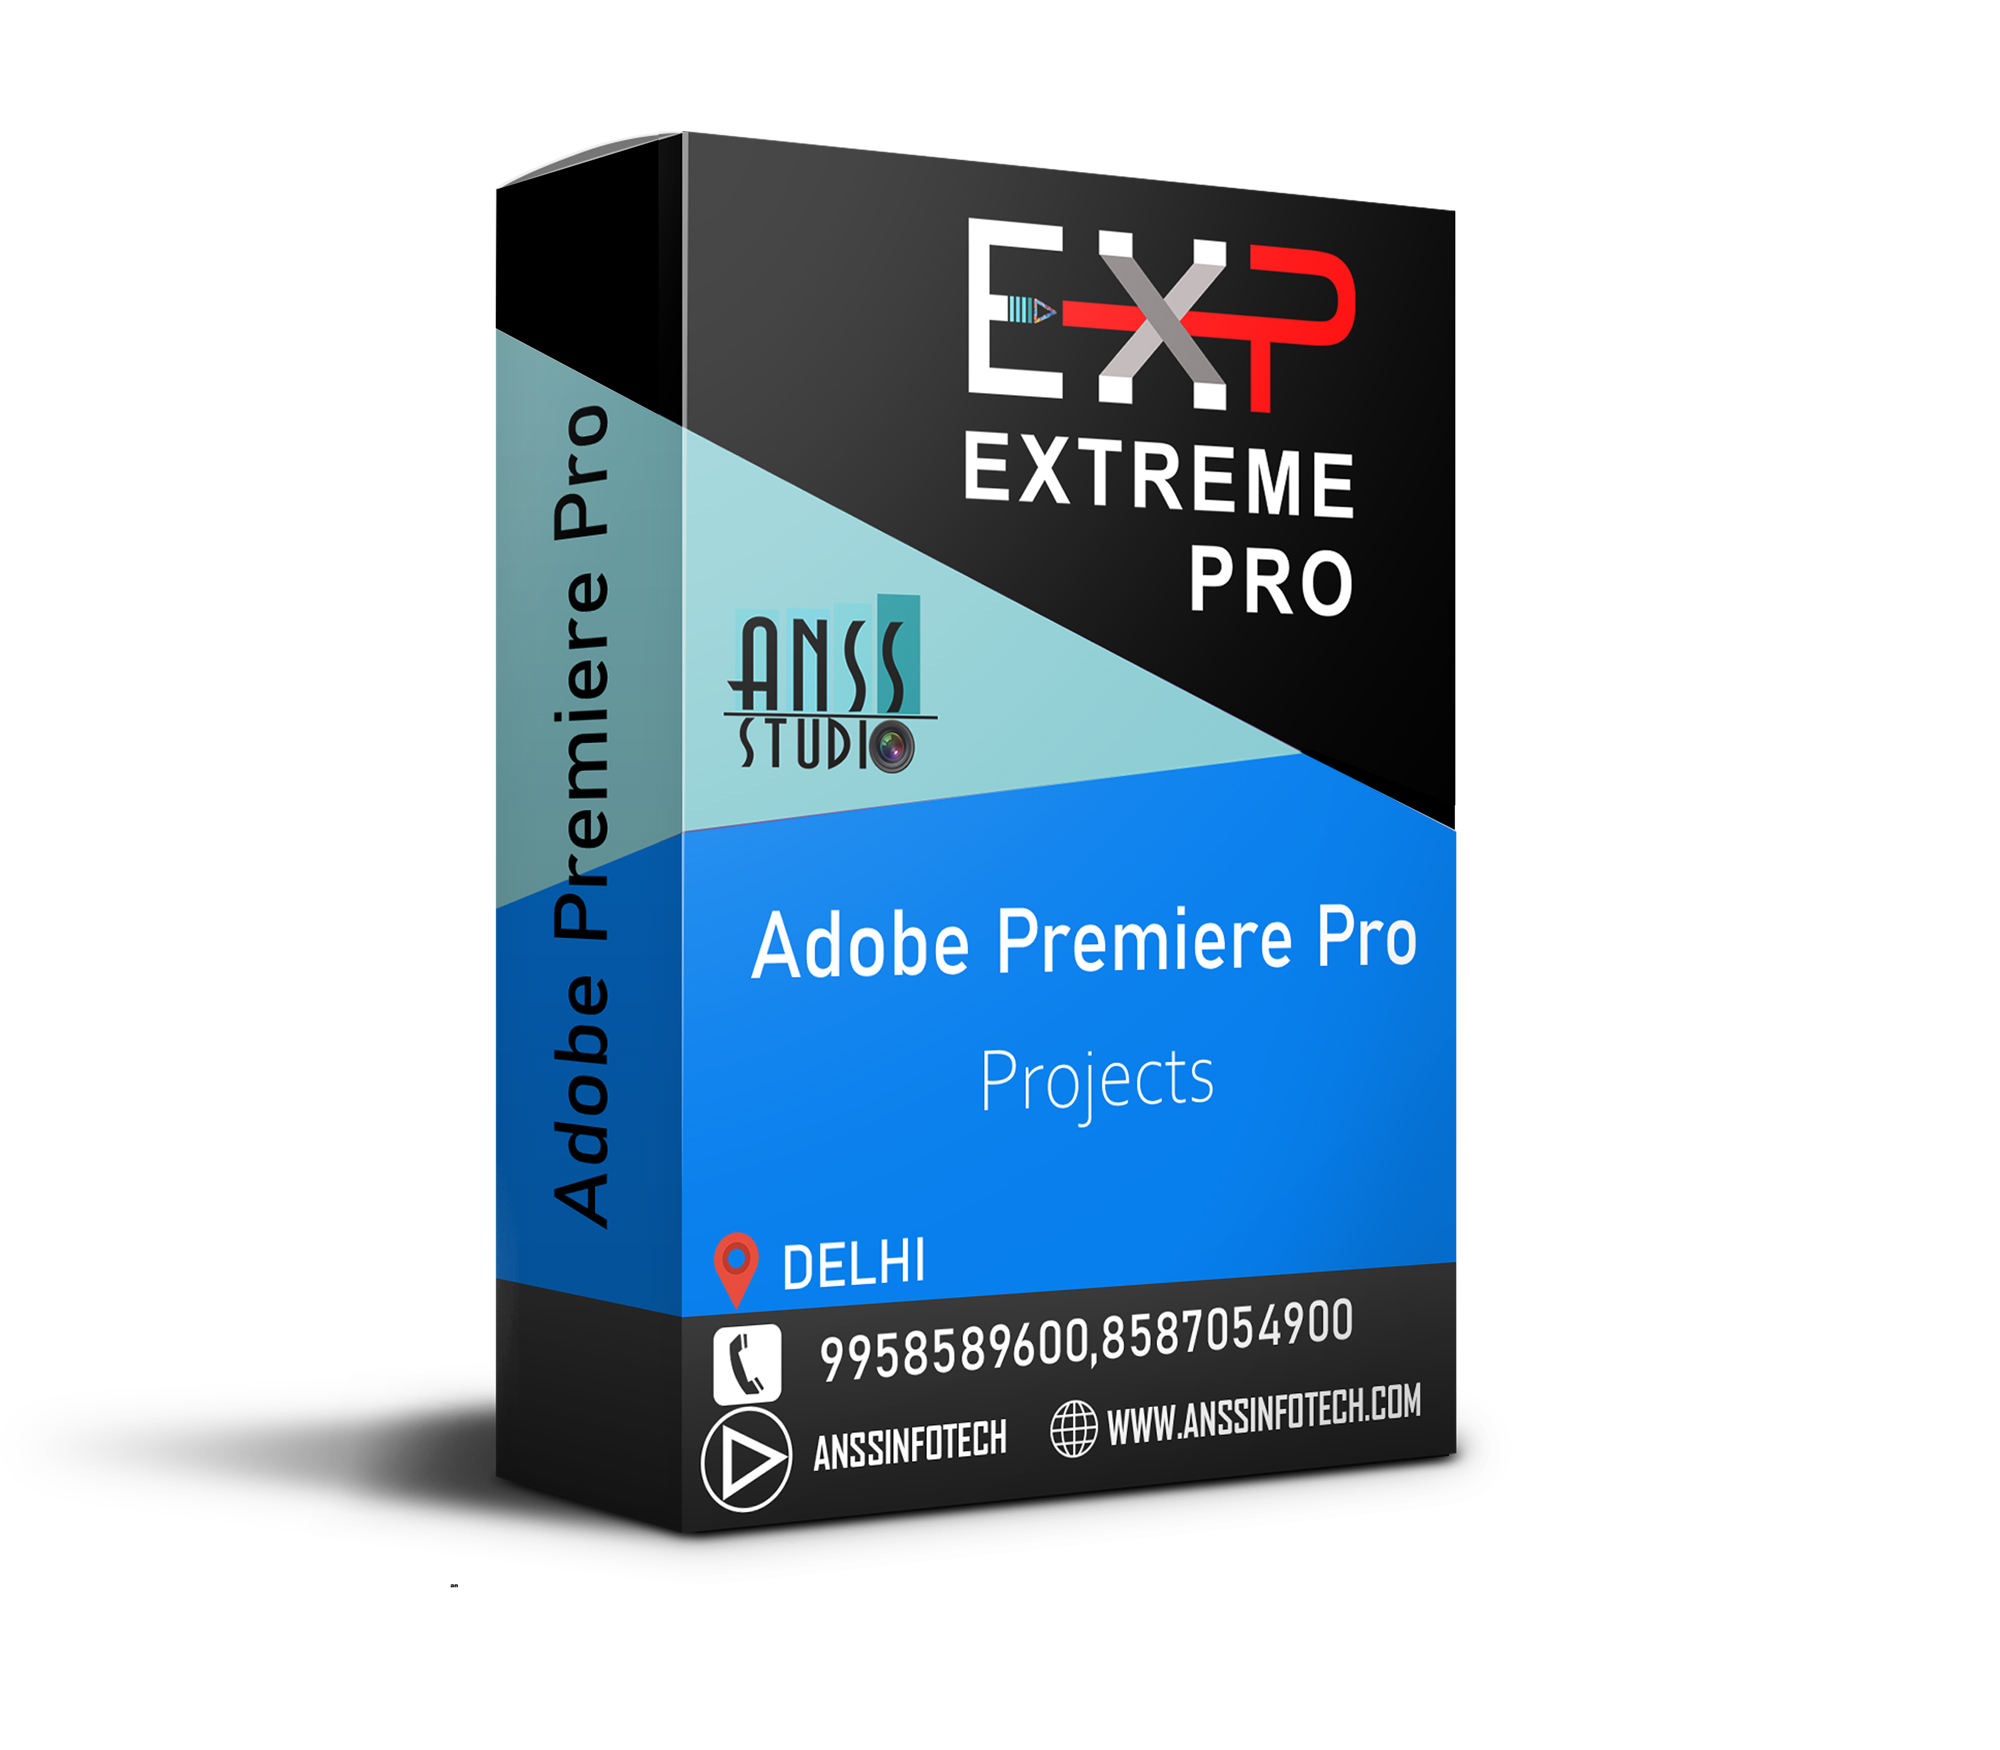 Adobe Premiere Pro
EXP
EXTREME
PRO
ANSS
STUDIO
Adobe Premiere Pro
Projects
DELHI
9958589600,8587054900
ANSSINFOTECH
WWW.ANSSINFOTECH.COM
an